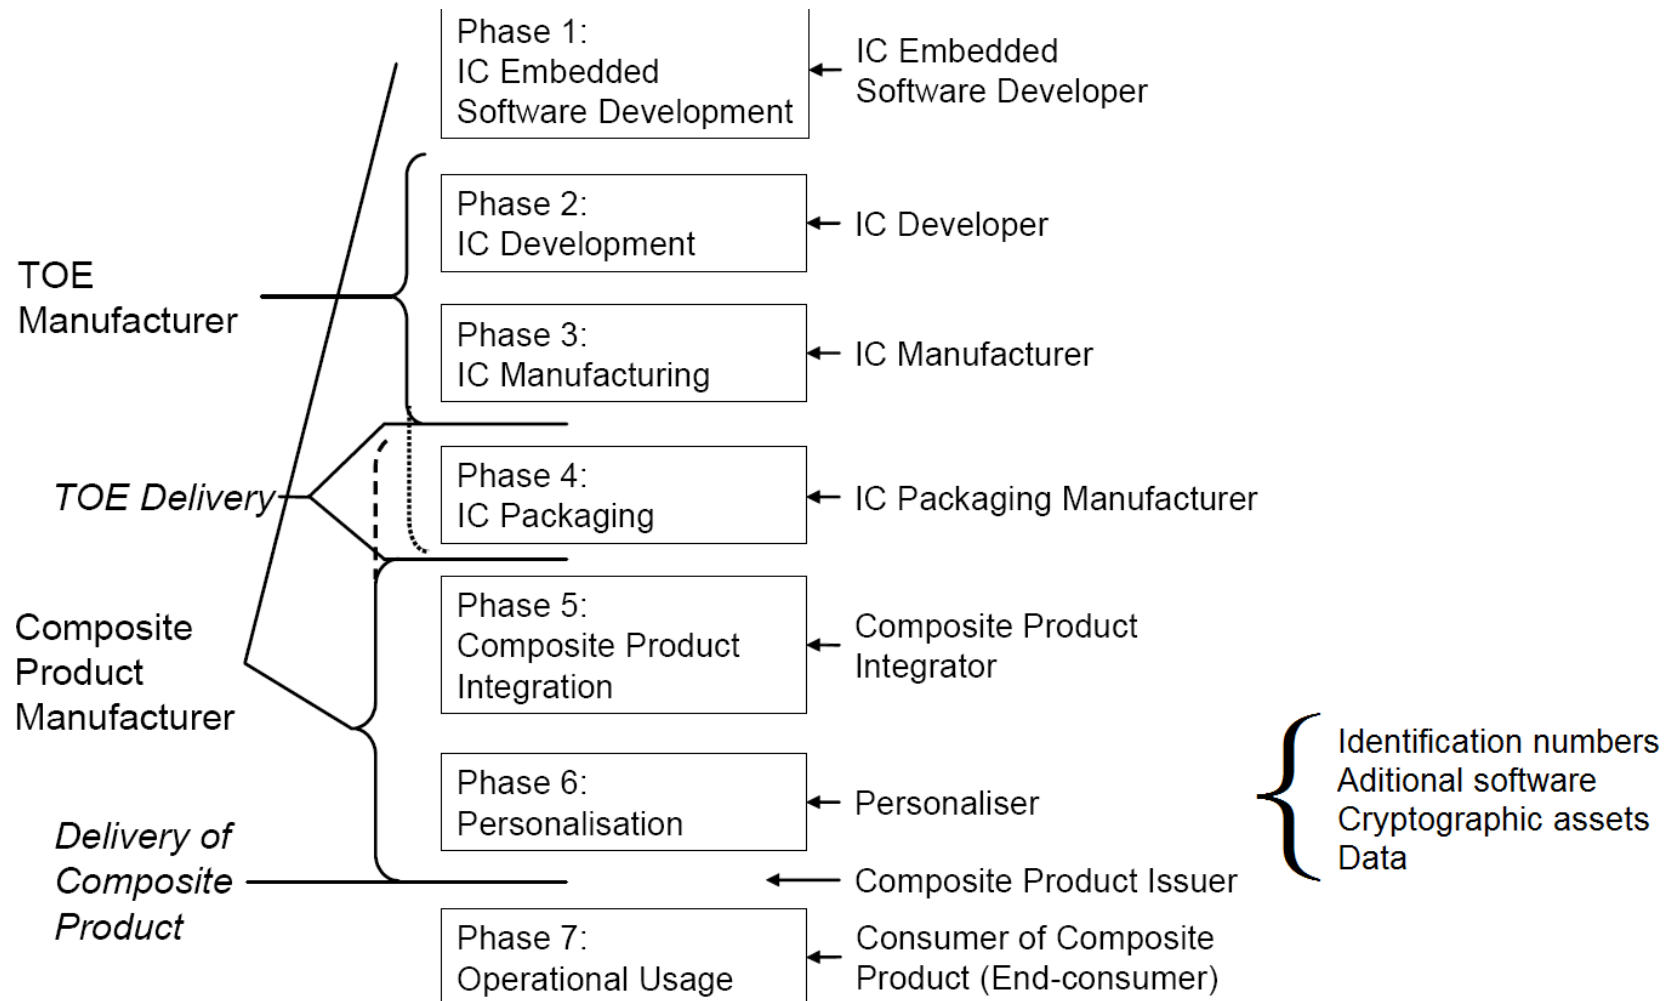 Phase 1:
IC Embedded
Software Development
IC Embedded
Software Developer
Phase 2:
IC Development
IC Developer
TOE
Manufacturer
Phase 3:
IC Manufacturing
IC Manufacturer
TOE Delivery
Phase 4:
IC Packaging
IC Packaging Manufacturer
Composite
Product
Manufacturer
Phase 5:
Composite Product
Integration
Composite Product
Integrator
Phase 6:
Personalisation
Personaliser
Identification numbers
Aditional software
Cryptographic assets
Data
Delivery of
Composite
Product
Composite Product Issuer
Phase 7:
Operational Usage
Consumer of Composite
Product (End-consumer)